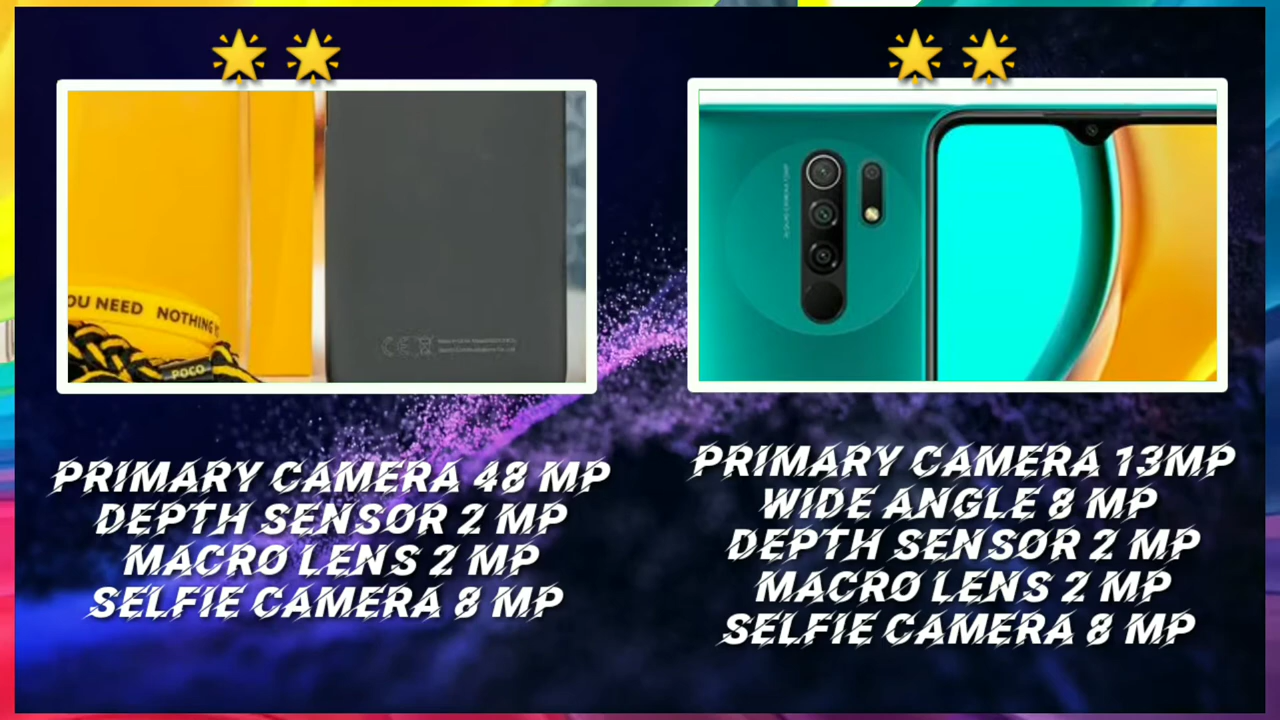 OU NEED NOTHING
POCO
PRIMARY CAMERA 48 MP
DEPTH SENSOR 2 MP
MACRO LENS 2 MP
SELFIE CAMERA 8 MP
PRIMARY CAMERA 13MP
WIDE ANGLE 8 MP
DEPTH SENSOR 2 MP
MACRO LENS 2 MP
SELFIE CAMERA 8 MP